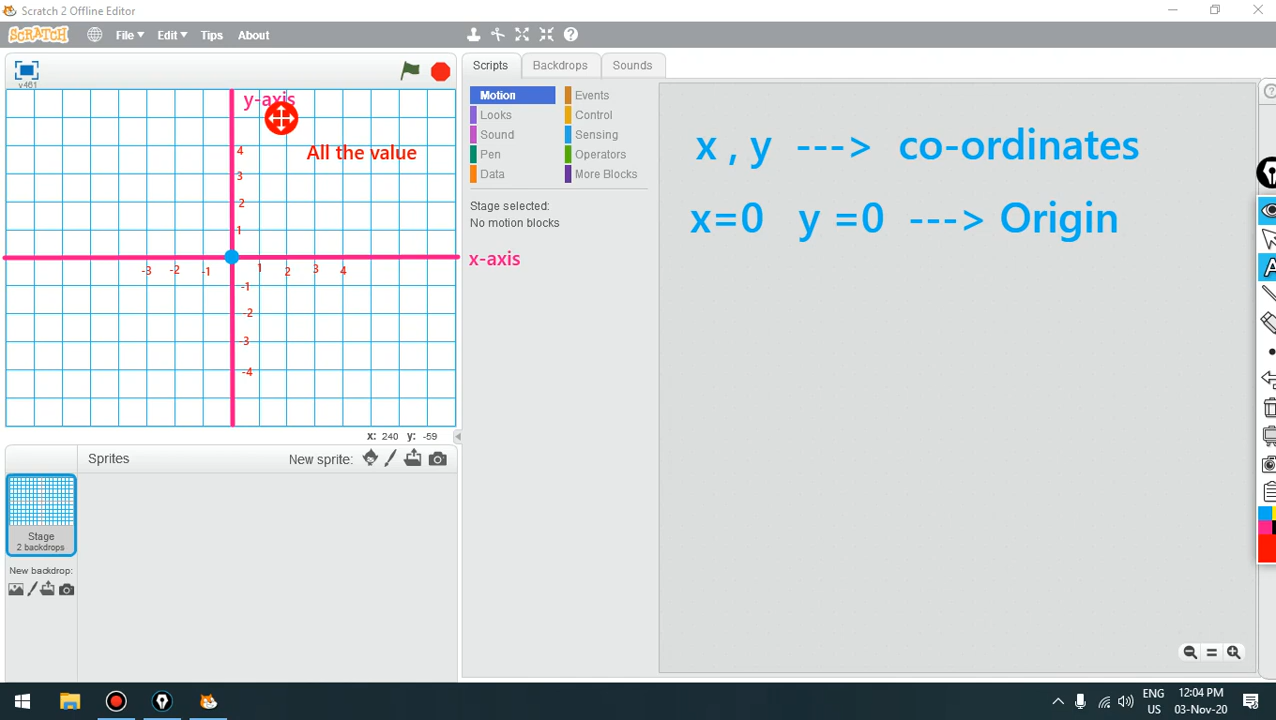 Scratch 2 Offline Editor
SCRATCH File Edit Tips About
v461
y-axis
All the value
4
3
2
1
-3 -2 -1 1 2 3 4
-1
-2
-3
-4
x-axis
x: 240 y: -59
Sprites New sprite:
Stage
2 backdrops
New backdrop:
Scripts Backdrops Sounds
Motion Events
Looks Control
Sound Sensing
Pen Operators
Data More Blocks
Stage selected:
No motion blocks
x , y ---> co-ordinates
x=0 y =0 ---> Origin
ENG
US
12:04 PM
03-Nov-20